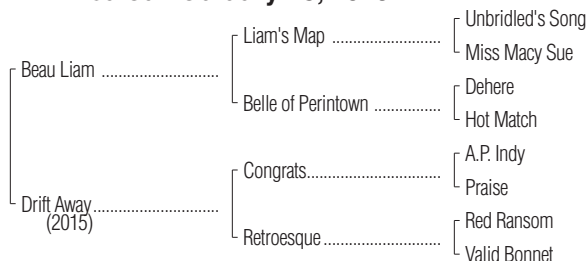 Unbridled's Song
Liam's Map ....................
Miss Macy Sue
Beau Liam ......................
Dehere
Belle of Perintown ............
Hot Match
A.P. Indy
Congrats.........................
Praise
Drift Away........................
(2015)
Red Ransom
Retroesque .....................
Valid Bonnet